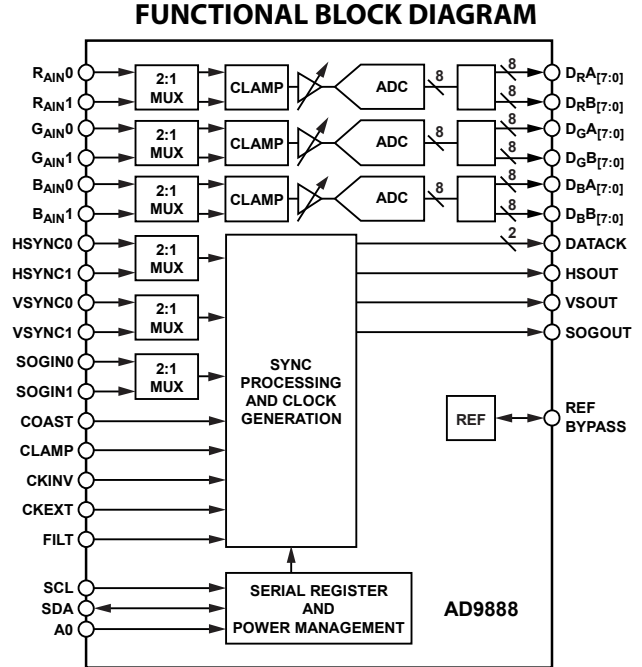 FUNCTIONAL BLOCK DIAGRAM
RAIN0
RAIN1
2:1
MUX
CLAMP
ADC
8
8
8
DRA[7:0]
DRB[7:0]
GAIN0
GAIN1
2:1
MUX
CLAMP
ADC
8
8
8
DGA[7:0]
DGB[7:0]
BAIN0
BAIN1
2:1
MUX
CLAMP
ADC
8
8
8
DBA[7:0]
DBB[7:0]
HSYNC0
HSYNC1
2:1
MUX
VSYNC0
VSYNC1
2:1
MUX
SOGIN0
SOGIN1
2:1
MUX
COAST
CLAMP
CKINV
CKEXT
FILT
SYNC
PROCESSING
AND CLOCK
GENERATION
2
DATACK
HSOUT
VSOUT
SOGOUT
REF
REF
BYPASS
SCL
SDA
A0
SERIAL REGISTER
AND
POWER MANAGEMENT
AD9888